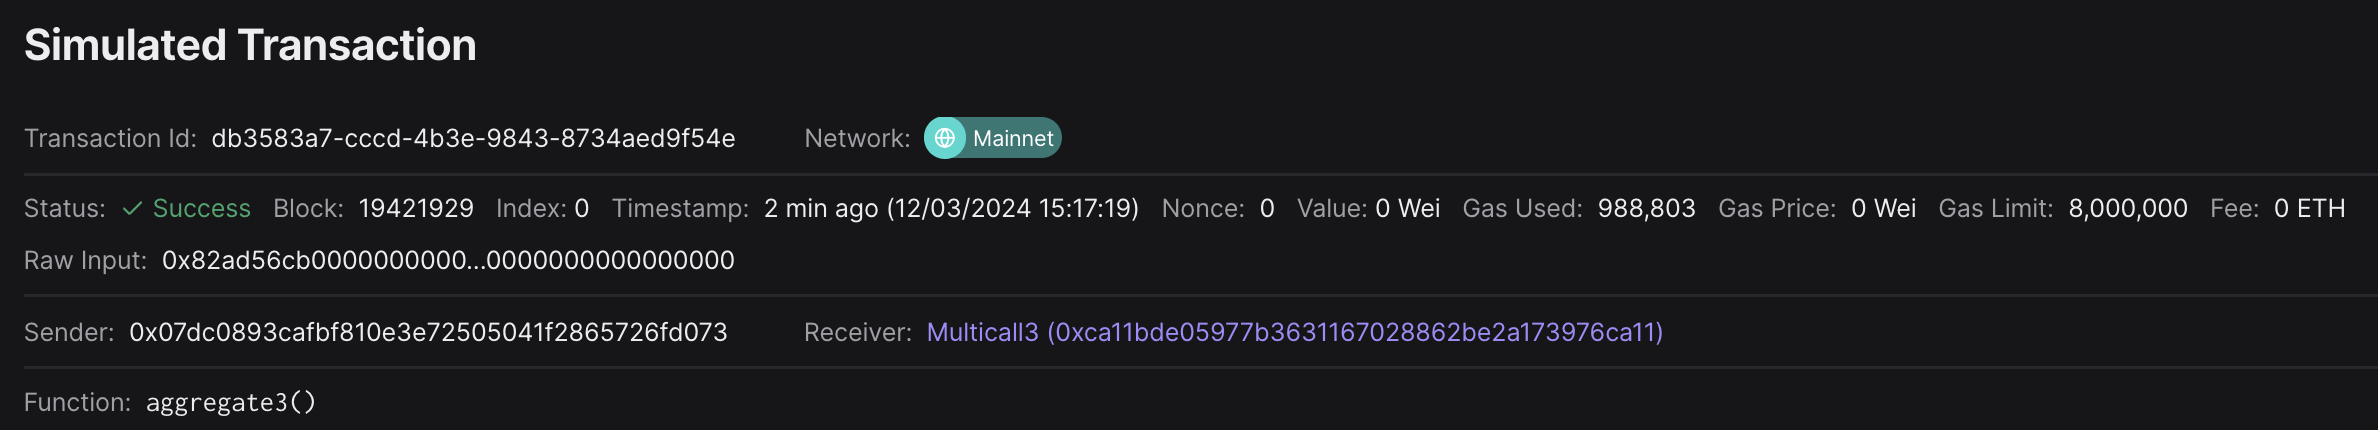 Simulated Transaction
Transaction Id: db3583a7-cccd-4b3e-9843-8734aed9f54e Network: Mainnet
Status: ✓ Success Block: 19421929 Index: 0 Timestamp: 2 min ago (12/03/2024 15:17:19) Nonce: 0 Value: 0 Wei Gas Used: 988,803 Gas Price: 0 Wei Gas Limit: 8,000,000 Fee: 0 ETH
Raw Input: 0x82ad56cb0000000000...0000000000000000
Sender: 0x07dc0893cafbf810e3e72505041f2865726fd073 Receiver: Multicall3 (0xca11bde05977b3631167028862be2a173976ca11)
Function: aggregate3()